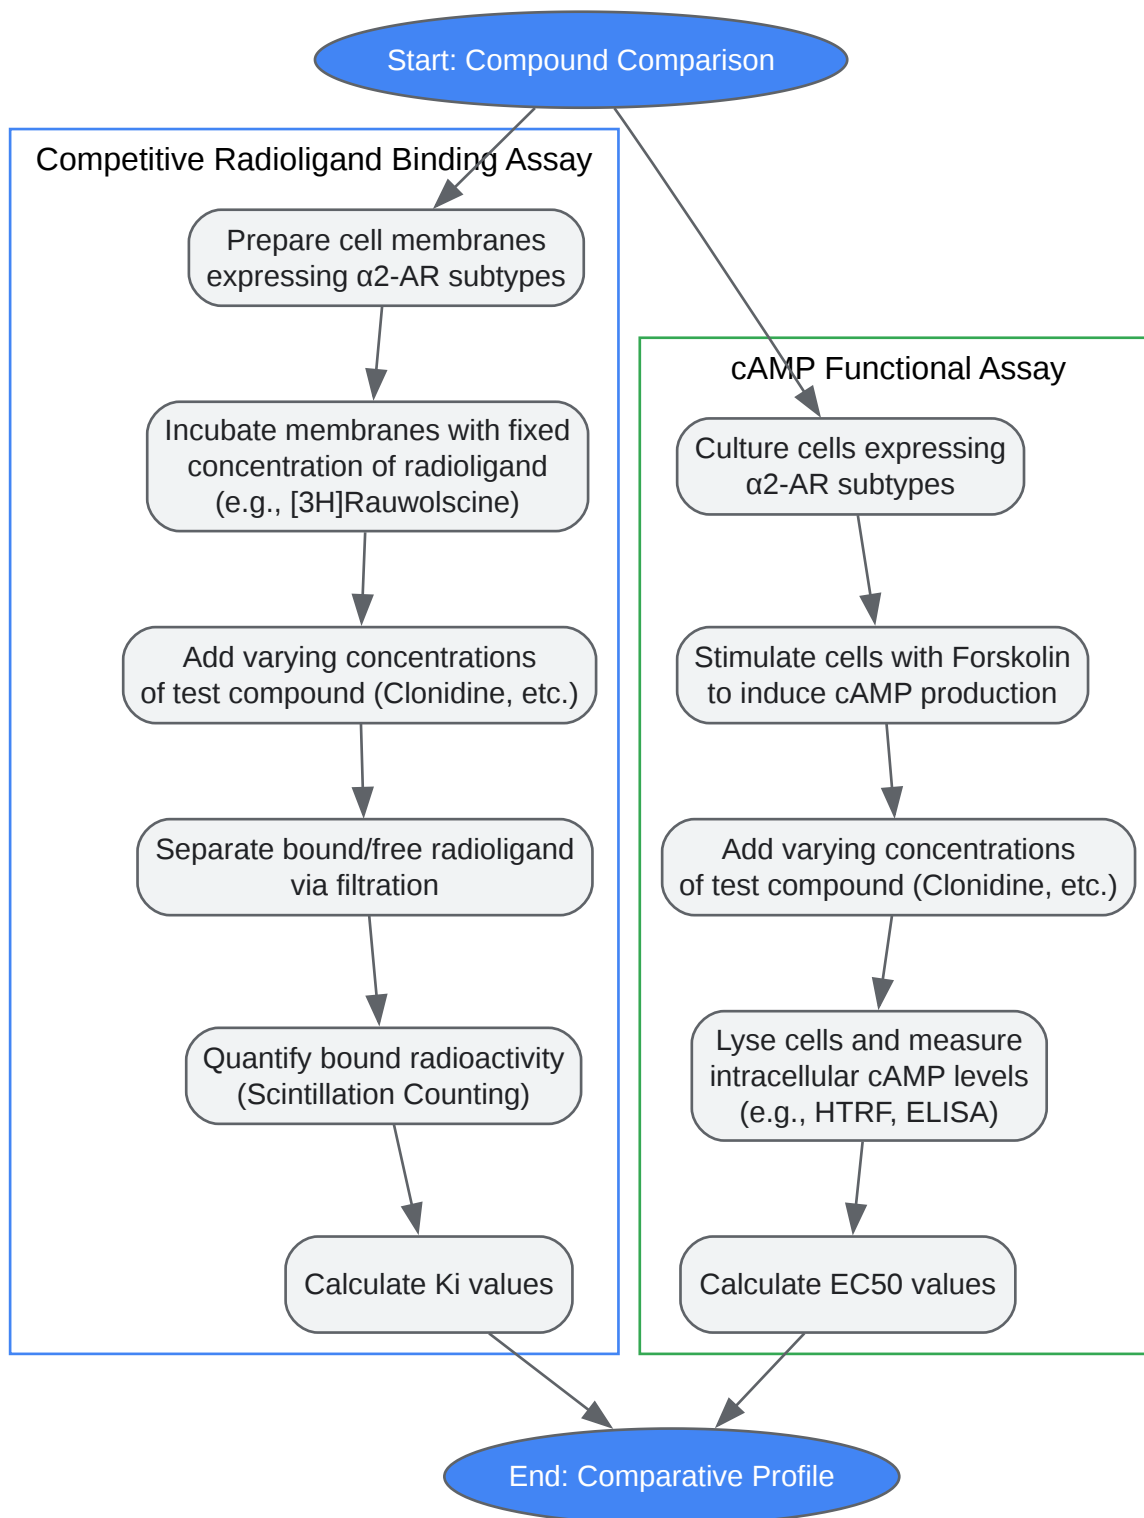 Start: Compound Comparison
Competitive Radioligand Binding Assay
Prepare cell membranes
expressing α2-AR subtypes
Incubate membranes with fixed
concentration of radioligand
(e.g., [3H]Rauwolscine)
Add varying concentrations
of test compound (Clonidine, etc.)
Separate bound/free radioligand
via filtration
Quantify bound radioactivity
(Scintillation Counting)
Calculate Ki values
cAMP Functional Assay
Culture cells expressing
α2-AR subtypes
Stimulate cells with Forskolin
to induce cAMP production
Add varying concentrations
of test compound (Clonidine, etc.)
Lyse cells and measure
intracellular cAMP levels
(e.g., HTRF, ELISA)
Calculate EC50 values
End: Comparative Profile